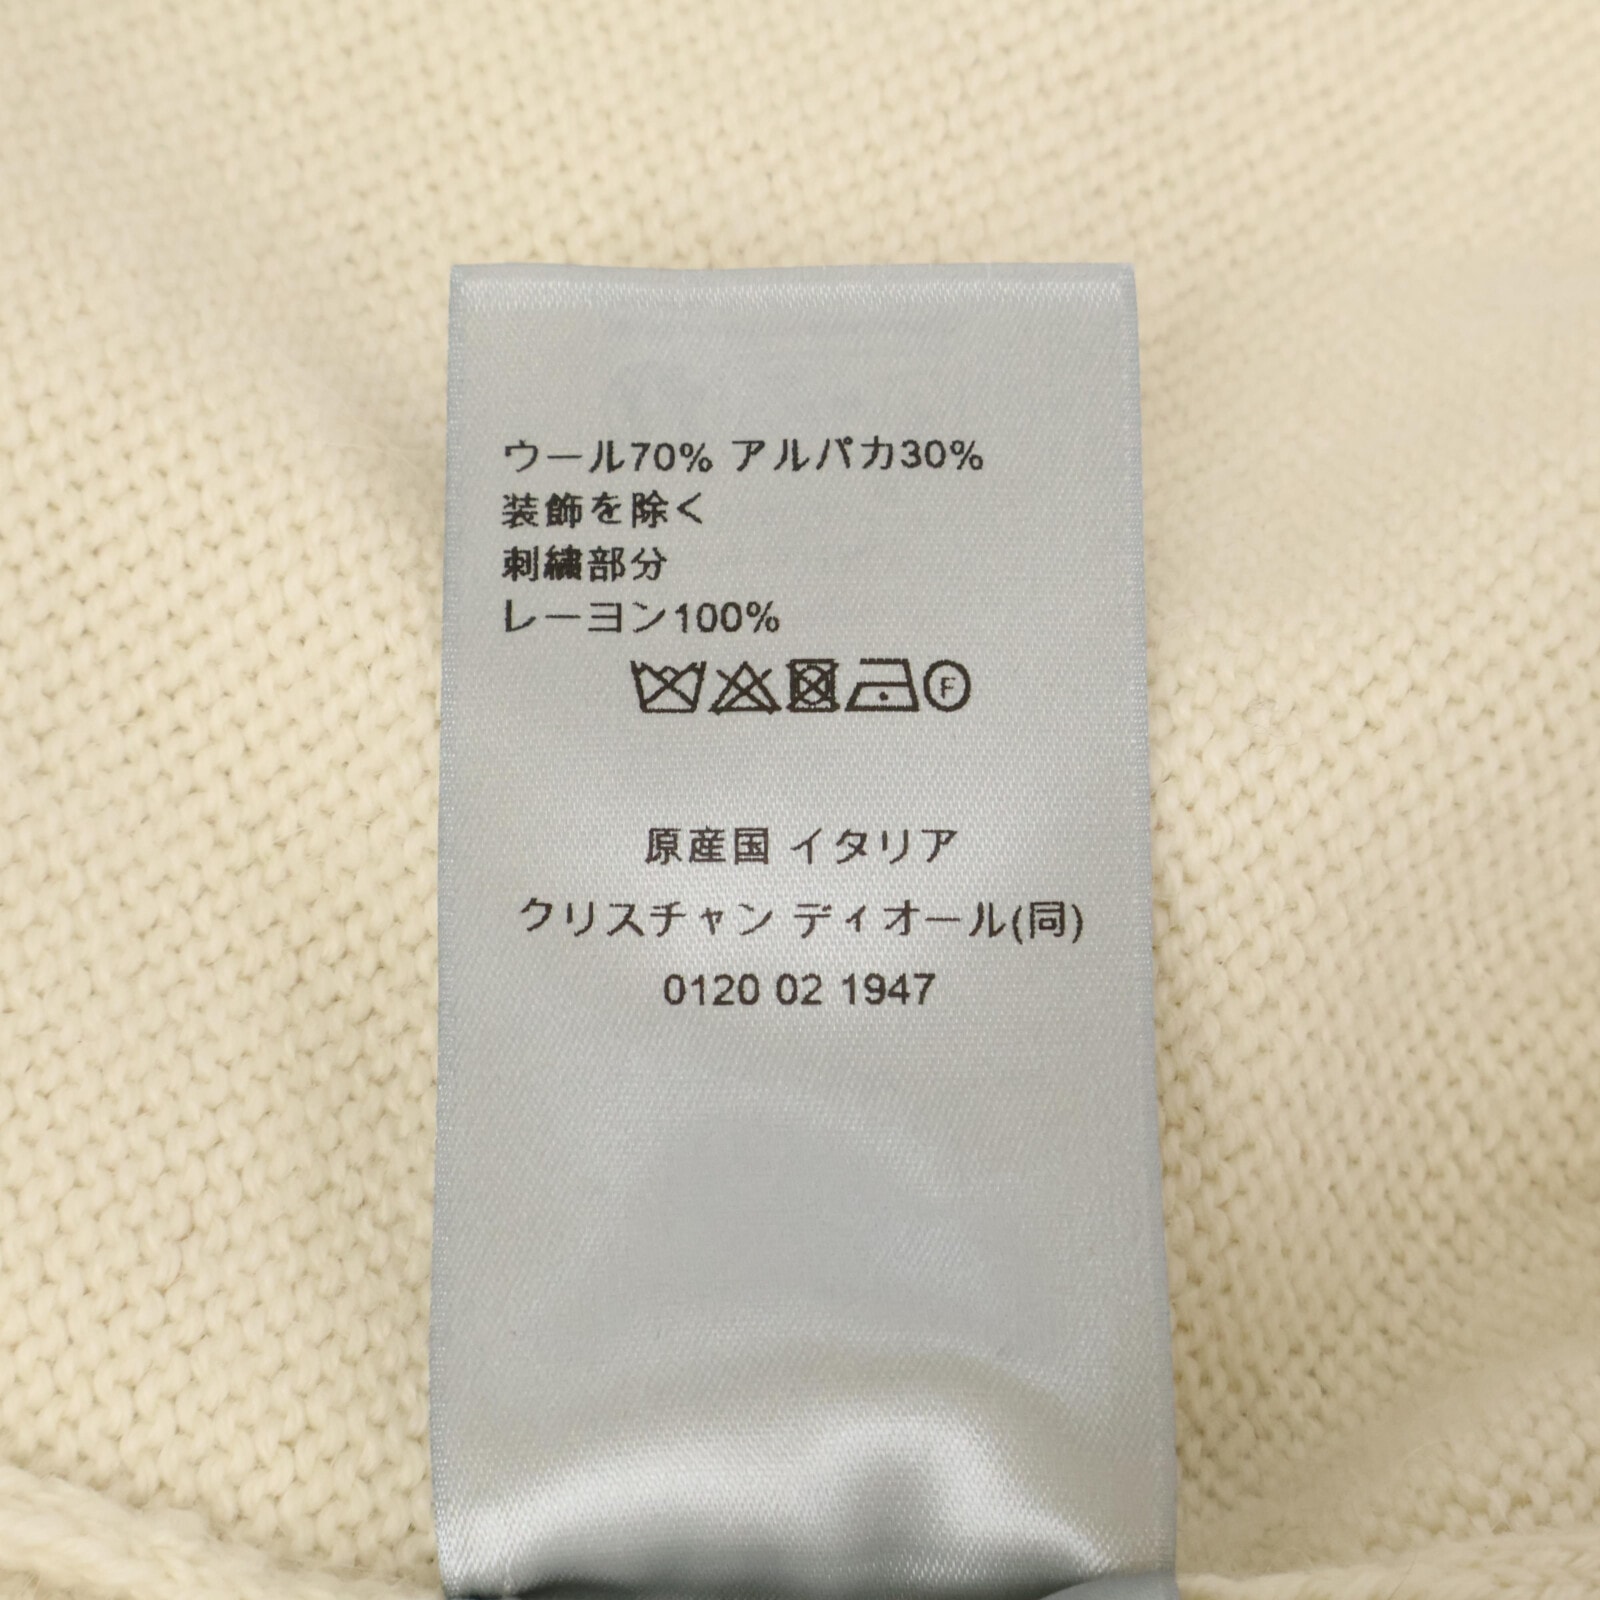 ウール70% アルパカ30%
装飾を除く
刺繍部分
レーヨン100%
F
原産国 イタリア
クリスチャン ディオール(同)
0120 02 1947